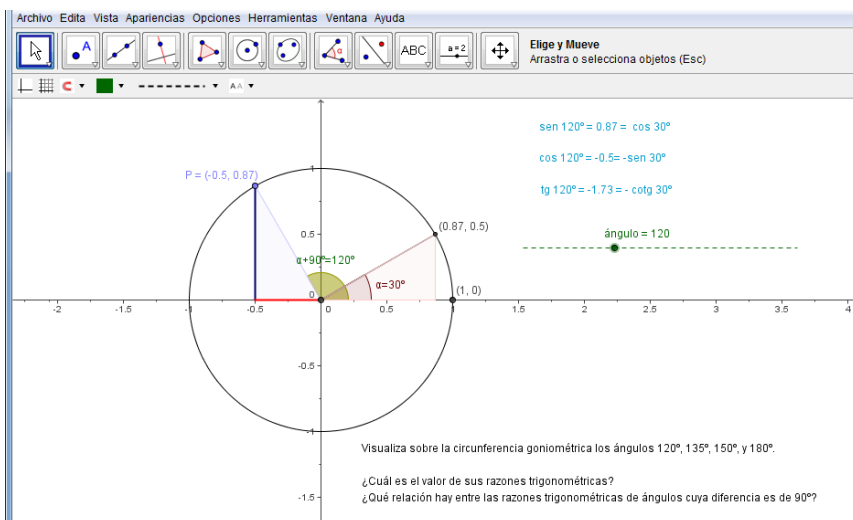 Archivo Edita Vista Apariencias Opciones Herramientas Ventana Ayuda
A
α
ABC
a = 2
Elige y Mueve
Arrastra o selecciona objetos (Esc)
A A
sen 120º = 0.87 = cos 30º
cos 120º = -0.5= -sen 30º
tg 120º = -1.73 = - cotg 30º
ángulo = 120
P = (-0.5, 0.87)
(0.87, 0.5)
α+90º=120º
α=30º
(1, 0)
1
0.5
0
-2 -1.5 -1 -0.5 0 0.5 1 1.5 2 2.5 3 3.5 4
-0.5
-1
-1.5
Visualiza sobre la circunferencia goniométrica los ángulos 120º, 135º, 150º, y 180º.
¿Cuál es el valor de sus razones trigonométricas?
¿Qué relación hay entre las razones trigonométricas de ángulos cuya diferencia es de 90º?